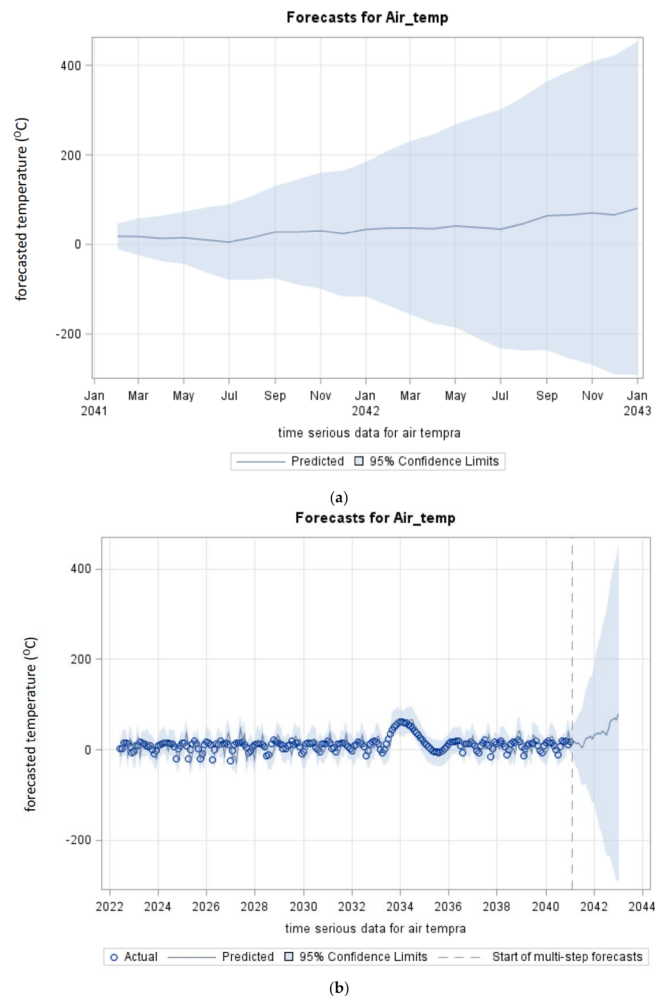 Forecasts for Air_temp
forecasted temperature (⁰C)
400
200
0
-200
Jan Mar May Jul Sep Nov Jan Mar May Jul Sep Nov Jan
2041 2042 2043
time serious data for air tempra
Predicted 95% Confidence Limits
(a)
Forecasts for Air_temp
forecasted temperature (⁰C)
400
200
0
-200
2022 2024 2026 2028 2030 2032 2034 2036 2038 2040 2042 2044
time serious data for air tempra
Actual Predicted 95% Confidence Limits Start of multi-step forecasts
(b)